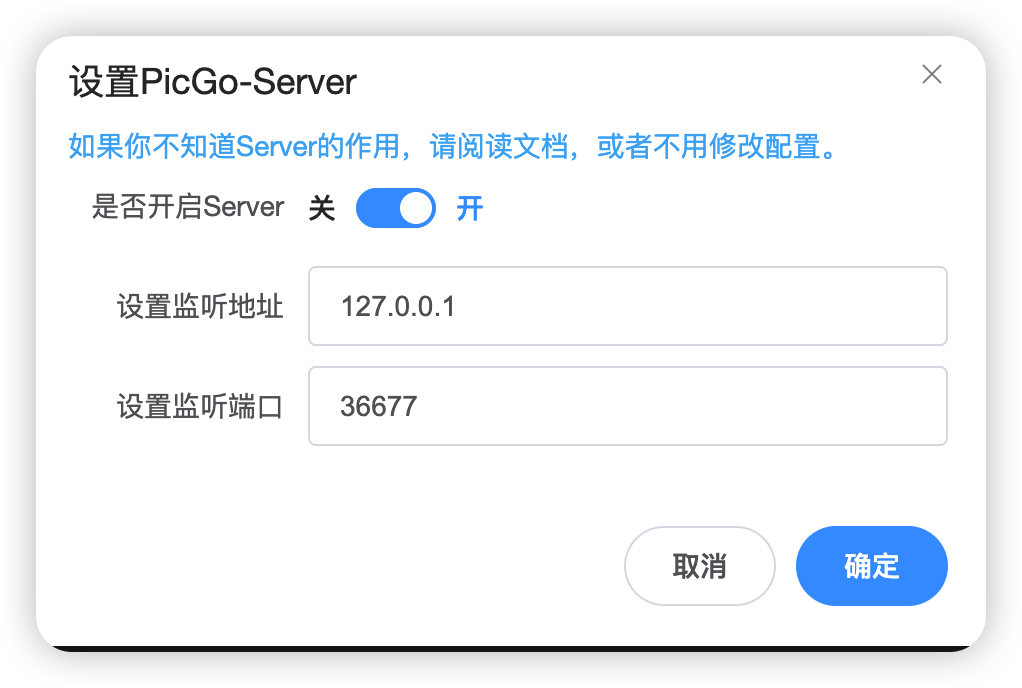 设置PicGo-Server
如果你不知道Server的作用，请阅读文档，或者不用修改配置。
是否开启Server 关 开
设置监听地址 127.0.0.1
设置监听端口 36677
取消 确定